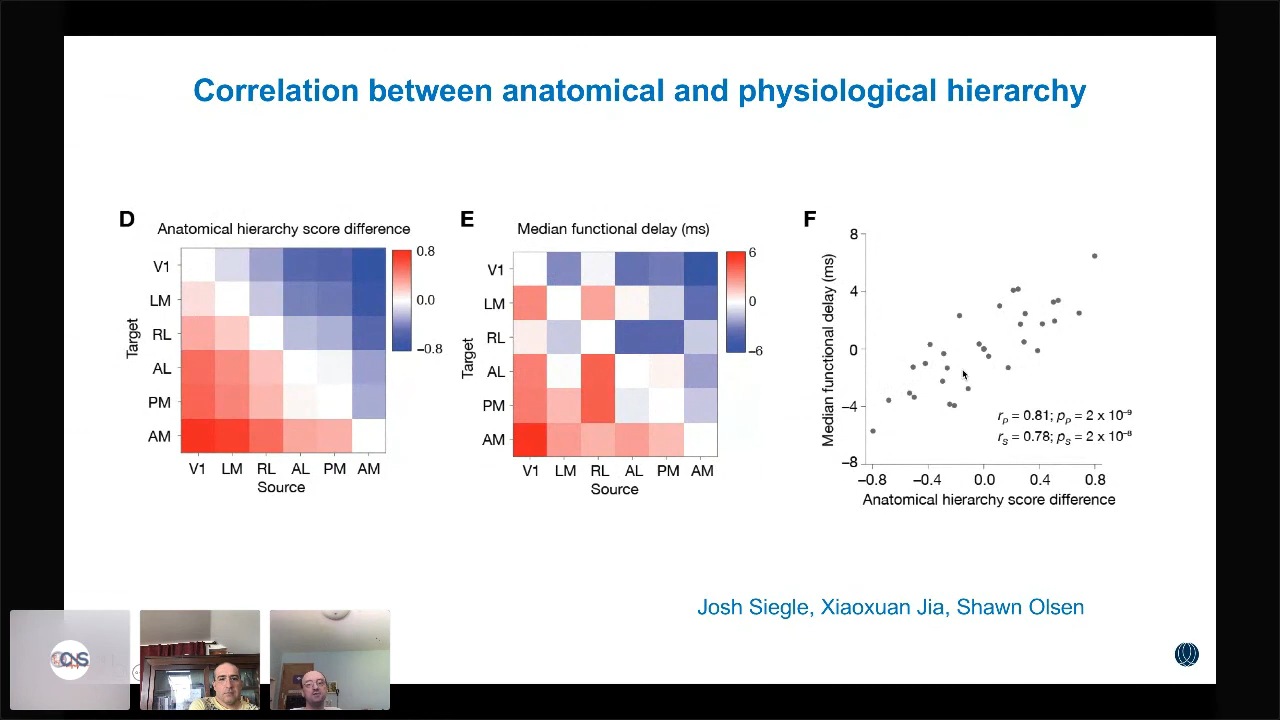 Correlation between anatomical and physiological hierarchy
D
Anatomical hierarchy score difference
V1
LM
RL
AL
PM
AM
Target
V1 LM RL AL PM AM
Source
0.8
0.0
−0.8
E
Median functional delay (ms)
V1
LM
RL
AL
PM
AM
Target
V1 LM RL AL PM AM
Source
6
0
−6
F
8
4
0
−4
−8
Median functional delay (ms)
rₚ = 0.81; pₚ = 2 x 10⁻⁹
rₛ = 0.78; pₛ = 2 x 10⁻⁸
−0.8 −0.4 0.0 0.4 0.8
Anatomical hierarchy score difference
Josh Siegle, Xiaoxuan Jia, Shawn Olsen